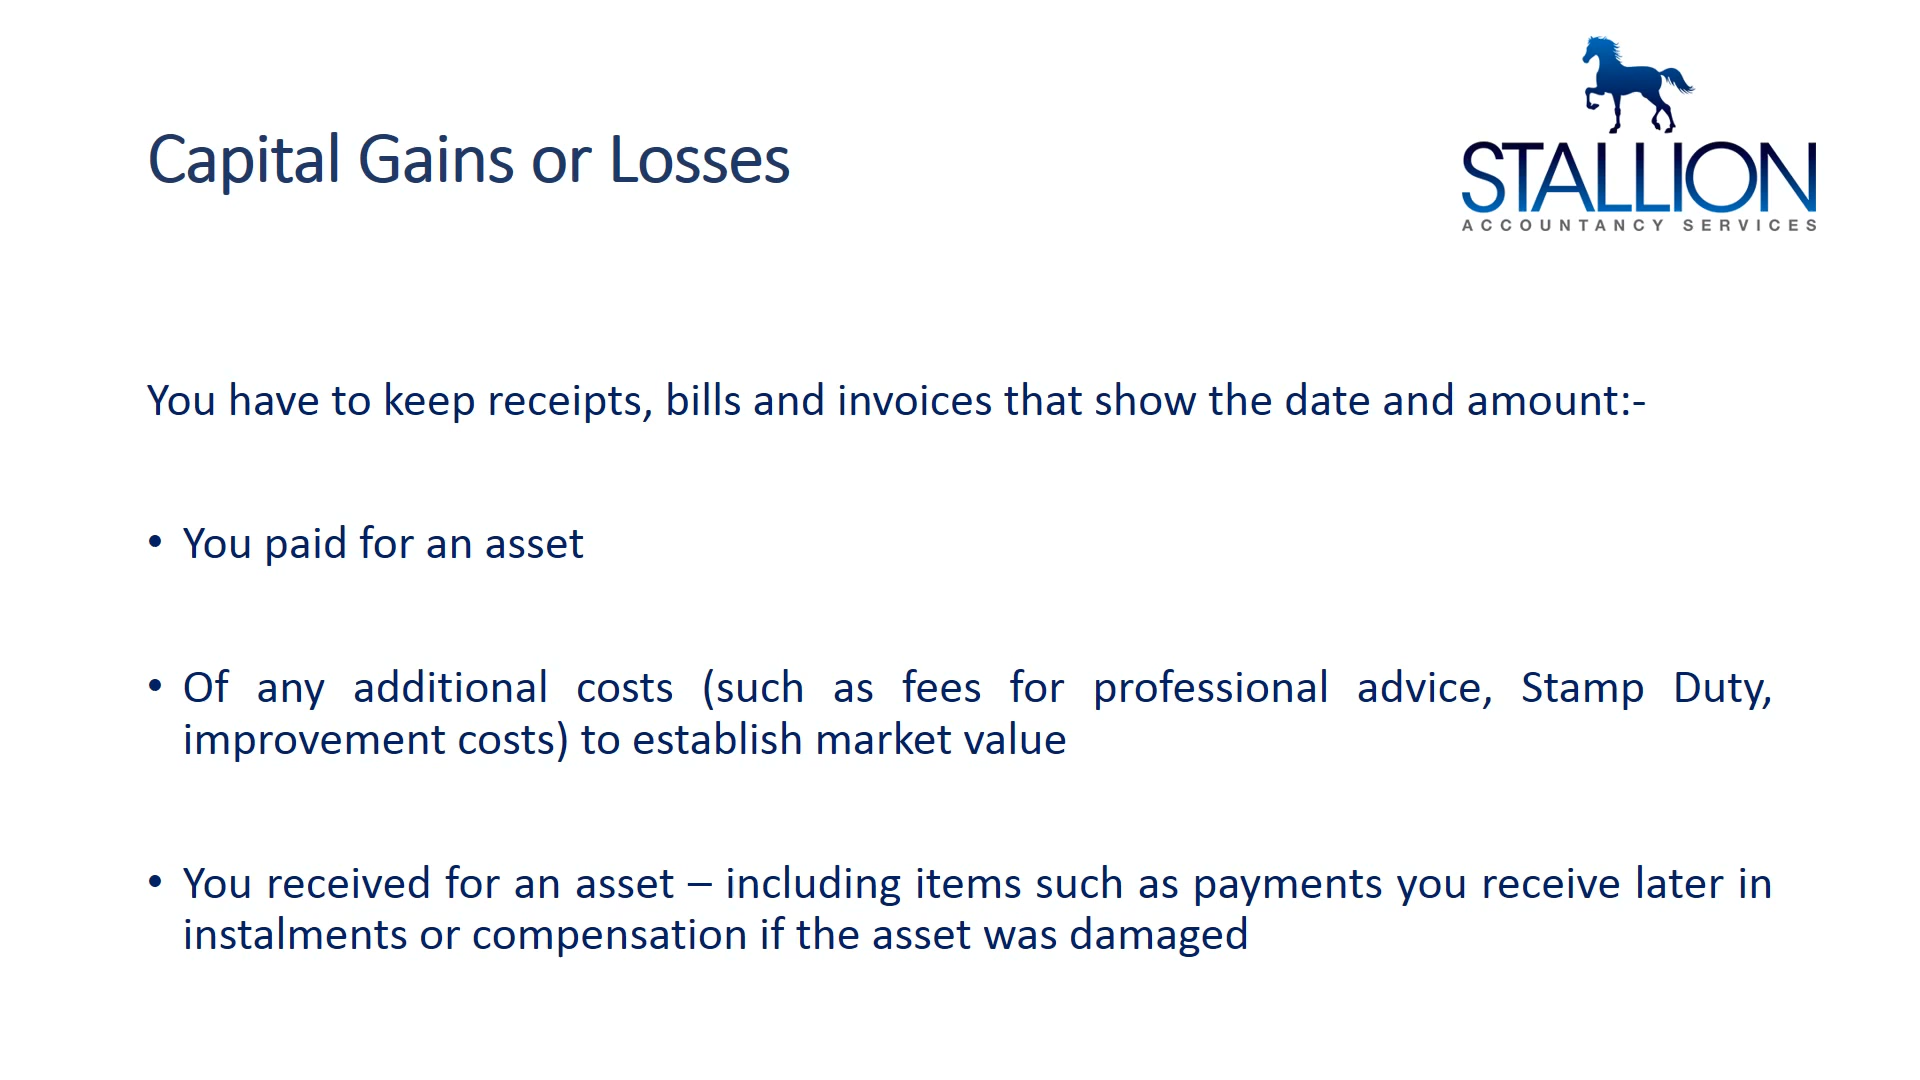 STALLION
ACCOUNTANCY SERVICES
Capital Gains or Losses
You have to keep receipts, bills and invoices that show the date and amount:-
• You paid for an asset
• Of any additional costs (such as fees for professional advice, Stamp Duty,
improvement costs) to establish market value
• You received for an asset – including items such as payments you receive later in
instalments or compensation if the asset was damaged